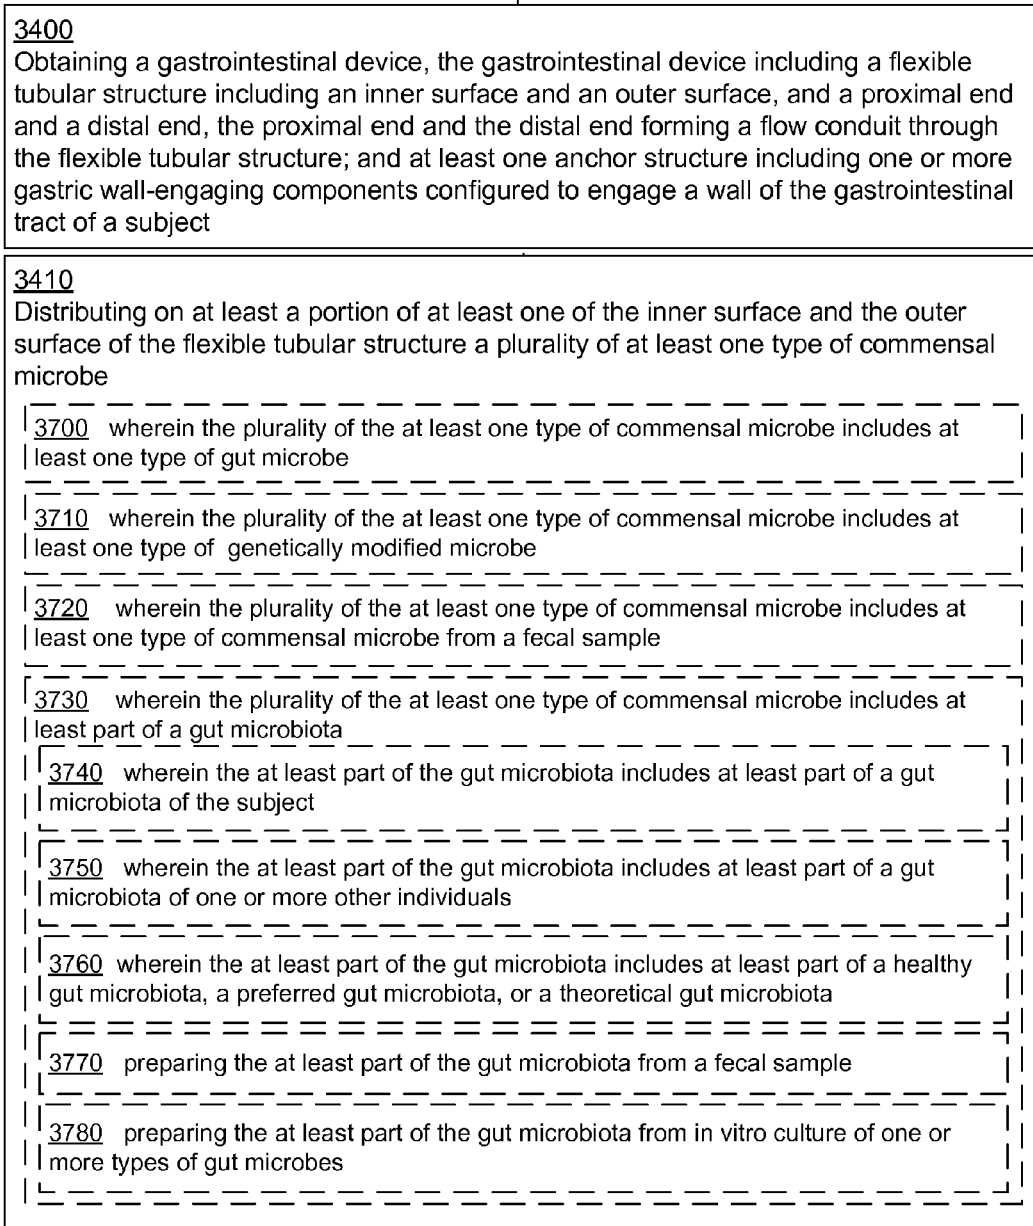 3400
Obtaining a gastrointestinal device, the gastrointestinal device including a flexible
tubular structure including an inner surface and an outer surface, and a proximal end
and a distal end, the proximal end and the distal end forming a flow conduit through
the flexible tubular structure; and at least one anchor structure including one or more
gastric wall-engaging components configured to engage a wall of the gastrointestinal
tract of a subject
3410
Distributing on at least a portion of at least one of the inner surface and the outer
surface of the flexible tubular structure a plurality of at least one type of commensal
microbe
3700 wherein the plurality of the at least one type of commensal microbe includes at
least one type of gut microbe
3710 wherein the plurality of the at least one type of commensal microbe includes at
least one type of genetically modified microbe
3720 wherein the plurality of the at least one type of commensal microbe includes at
least one type of commensal microbe from a fecal sample
3730 wherein the plurality of the at least one type of commensal microbe includes at
least part of a gut microbiota
3740 wherein the at least part of the gut microbiota includes at least part of a gut
microbiota of the subject
3750 wherein the at least part of the gut microbiota includes at least part of a gut
microbiota of one or more other individuals
3760 wherein the at least part of the gut microbiota includes at least part of a healthy
gut microbiota, a preferred gut microbiota, or a theoretical gut microbiota
3770 preparing the at least part of the gut microbiota from a fecal sample
3780 preparing the at least part of the gut microbiota from in vitro culture of one or
more types of gut microbes